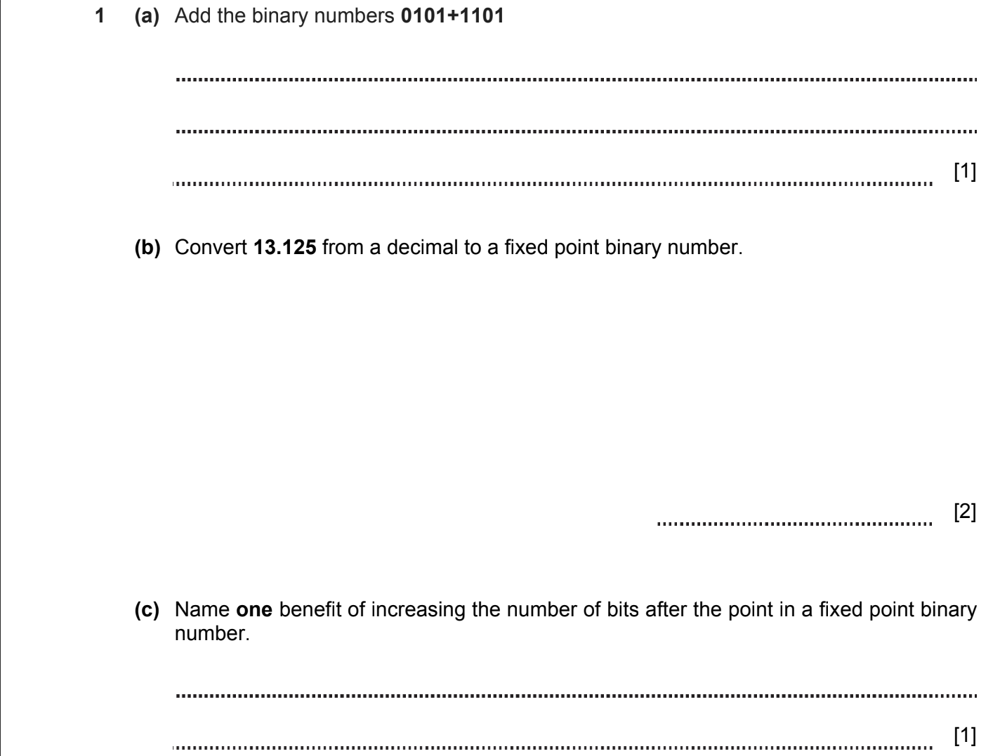 1 (a) Add the binary numbers 0101+1101
[1]
(b) Convert 13.125 from a decimal to a fixed point binary number.
[2]
(c) Name one benefit of increasing the number of bits after the point in a fixed point binary
number.
[1]